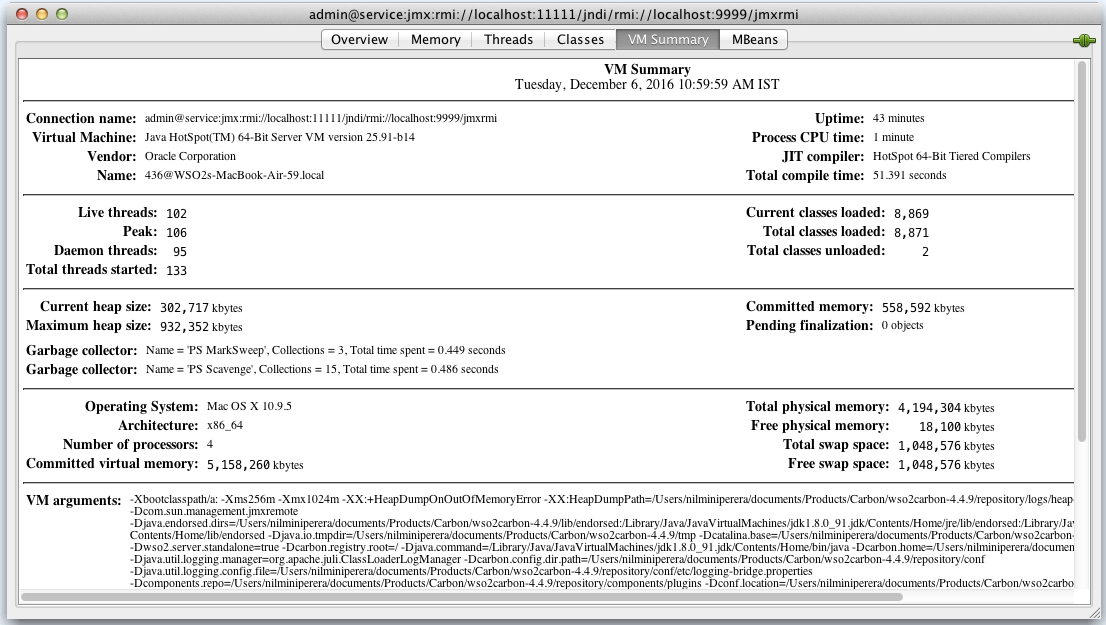 admin@service:jmx:rmi://localhost:11111/jndi/rmi://localhost:9999/jmxrmi
Overview Memory Threads Classes VM Summary MBeans
VM Summary
Tuesday, December 6, 2016 10:59:59 AM IST
Connection name: admin@service:jmx:rmi://localhost:11111/jndi/rmi://localhost:9999/jmxrmi
Virtual Machine: Java HotSpot(TM) 64-Bit Server VM version 25.91-b14
Vendor: Oracle Corporation
Name: 436@WSO2s-MacBook-Air-59.local
Uptime: 43 minutes
Process CPU time: 1 minute
JIT compiler: HotSpot 64-Bit Tiered Compilers
Total compile time: 51.391 seconds
Live threads: 102
Peak: 106
Daemon threads: 95
Total threads started: 133
Current classes loaded: 8,869
Total classes loaded: 8,871
Total classes unloaded: 2
Current heap size: 302,717 kbytes
Maximum heap size: 932,352 kbytes
Committed memory: 558,592 kbytes
Pending finalization: 0 objects
Garbage collector: Name = 'PS MarkSweep', Collections = 3, Total time spent = 0.449 seconds
Garbage collector: Name = 'PS Scavenge', Collections = 15, Total time spent = 0.486 seconds
Operating System: Mac OS X 10.9.5
Architecture: x86_64
Number of processors: 4
Committed virtual memory: 5,158,260 kbytes
Total physical memory: 4,194,304 kbytes
Free physical memory: 18,100 kbytes
Total swap space: 1,048,576 kbytes
Free swap space: 1,048,576 kbytes
VM arguments: -Xbootclasspath/a: -Xms256m -Xmx1024m -XX:+HeapDumpOnOutOfMemoryError -XX:HeapDumpPath=/Users/nilminiperera/documents/Products/Carbon/wso2carbon-4.4.9/repository/logs/heap-
-Dcom.sun.management.jmxremote
-Djava.endorsed.dirs=/Users/nilminiperera/documents/Products/Carbon/wso2carbon-4.4.9/lib/endorsed:/Library/Java/JavaVirtualMachines/jdk1.8.0_91.jdk/Contents/Home/jre/lib/endorsed:/Library/Jav
Contents/Home/lib/endorsed -Djava.io.tmpdir=/Users/nilminiperera/documents/Products/Carbon/wso2carbon-4.4.9/tmp -Dcatalina.base=/Users/nilminiperera/documents/Products/Carbon/wso2carbon-
-Dwso2.server.standalone=true -Dcarbon.registry.root=/ -Djava.command=/Library/Java/JavaVirtualMachines/jdk1.8.0_91.jdk/Contents/Home/bin/java -Dcarbon.home=/Users/nilminiperera/documen
-Djava.util.logging.manager=org.apache.juli.ClassLoaderLogManager -Dcarbon.config.dir.path=/Users/nilminiperera/documents/Products/Carbon/wso2carbon-4.4.9/repository/conf
-Djava.util.logging.config.file=/Users/nilminiperera/documents/Products/Carbon/wso2carbon-4.4.9/repository/conf/etc/logging-bridge.properties
-Dcomponents.repo=/Users/nilminiperera/documents/Products/Carbon/wso2carbon-4.4.9/repository/components/plugins -Dconf.location=/Users/nilminiperera/documents/Products/Carbon/wso2carbo